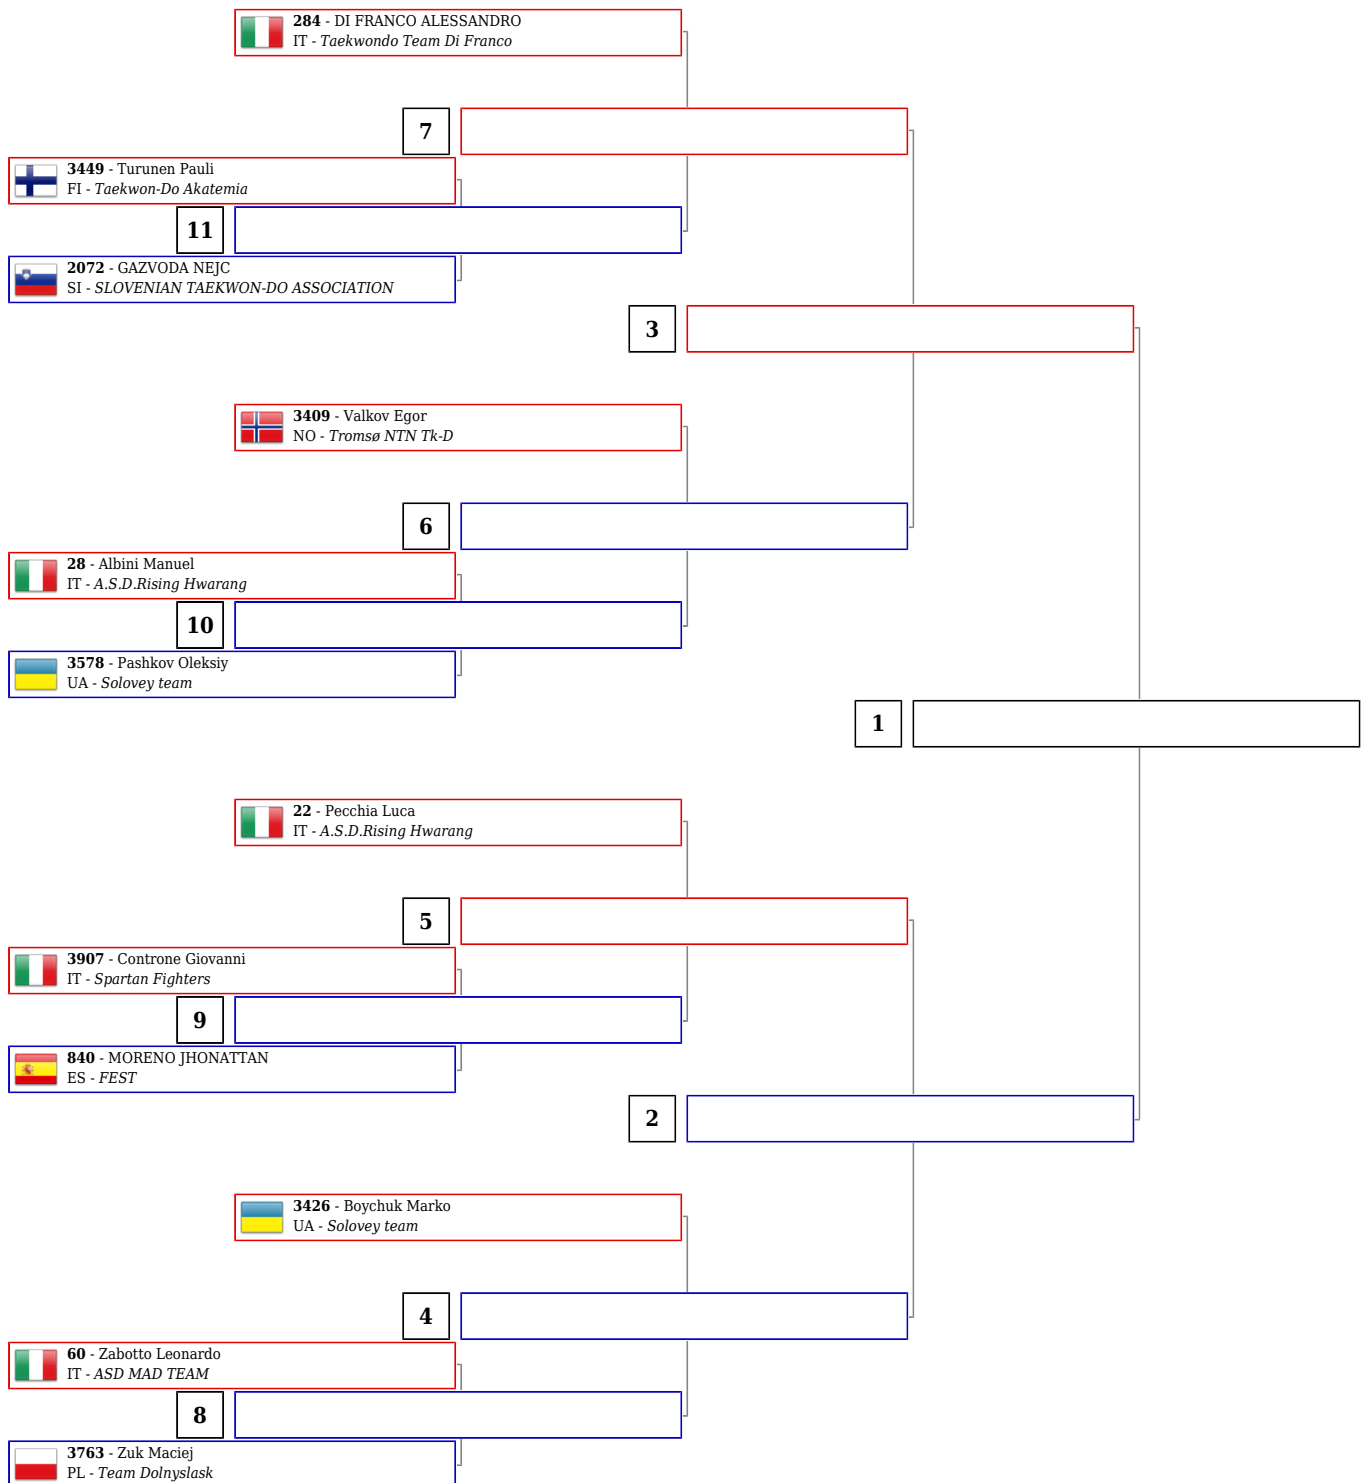 284 - DI FRANCO ALESSANDRO
IT - Taekwondo Team Di Franco
7
3449 - Turunen Pauli
FI - Taekwon-Do Akatemia
11
2072 - GAZVODA NEJC
SI - SLOVENIAN TAEKWON-DO ASSOCIATION
3
3409 - Valkov Egor
NO - Tromsø NTN Tk-D
6
28 - Albini Manuel
IT - A.S.D.Rising Hwarang
10
3578 - Pashkov Oleksiy
UA - Solovey team
1
22 - Pecchia Luca
IT - A.S.D.Rising Hwarang
5
3907 - Controne Giovanni
IT - Spartan Fighters
9
840 - MORENO JHONATTAN
ES - FEST
2
3426 - Boychuk Marko
UA - Solovey team
4
60 - Zabotto Leonardo
IT - ASD MAD TEAM
8
3763 - Zuk Maciej
PL - Team Dolnyslask